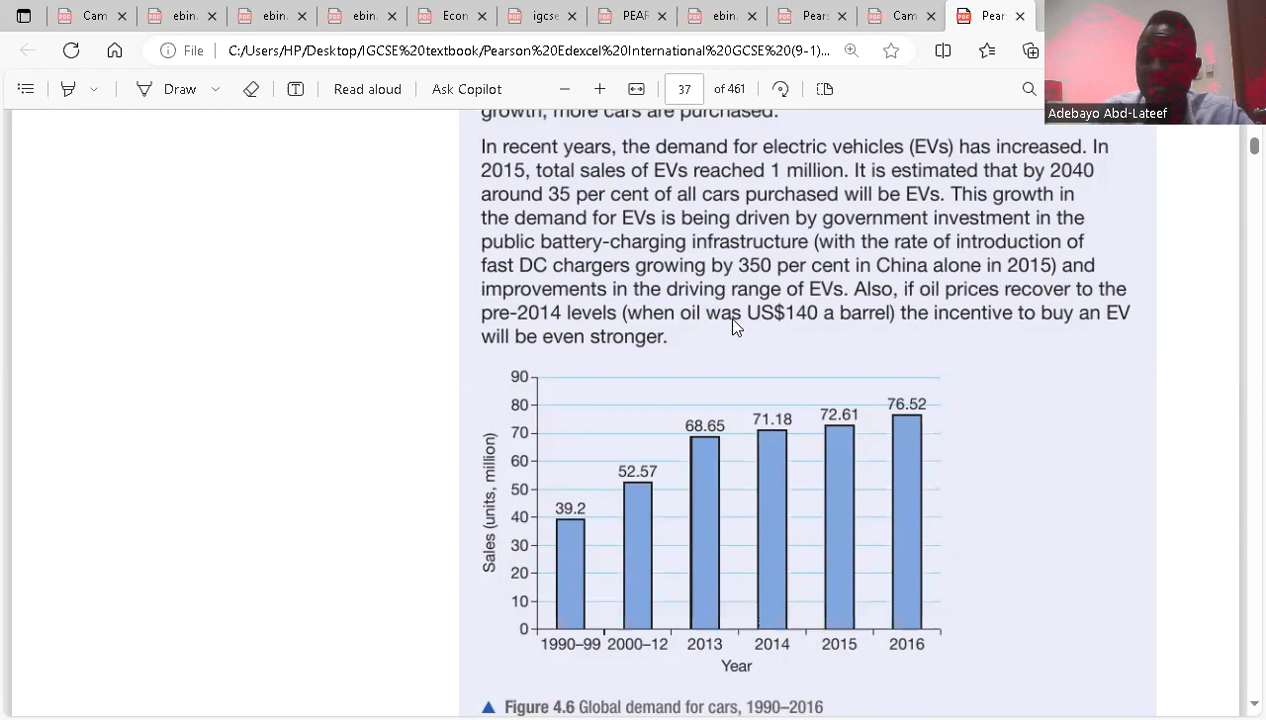 Cam
ebin.
ebin.
ebin.
Econ
igcse
PEAR
ebin.
Pears
Cam
Pears
File
C:/Users/HP/Desktop/IGCSE%20textbook/Pearson%20Edexcel%20International%20GCSE%20(9-1)...
Draw
Read aloud
Ask Copilot
37
of 461
Adebayo Abd-Lateef
growth, more cars are purchased.
In recent years, the demand for electric vehicles (EVs) has increased. In
2015, total sales of EVs reached 1 million. It is estimated that by 2040
around 35 per cent of all cars purchased will be EVs. This growth in
the demand for EVs is being driven by government investment in the
public battery-charging infrastructure (with the rate of introduction of
fast DC chargers growing by 350 per cent in China alone in 2015) and
improvements in the driving range of EVs. Also, if oil prices recover to the
pre-2014 levels (when oil was US$140 a barrel) the incentive to buy an EV
will be even stronger.
90
80
70
60
50
40
30
20
10
0
Sales (units, million)
39.2
52.57
68.65
71.18
72.61
76.52
1990–99
2000–12
2013
2014
2015
2016
Year
Figure 4.6 Global demand for cars, 1990–2016